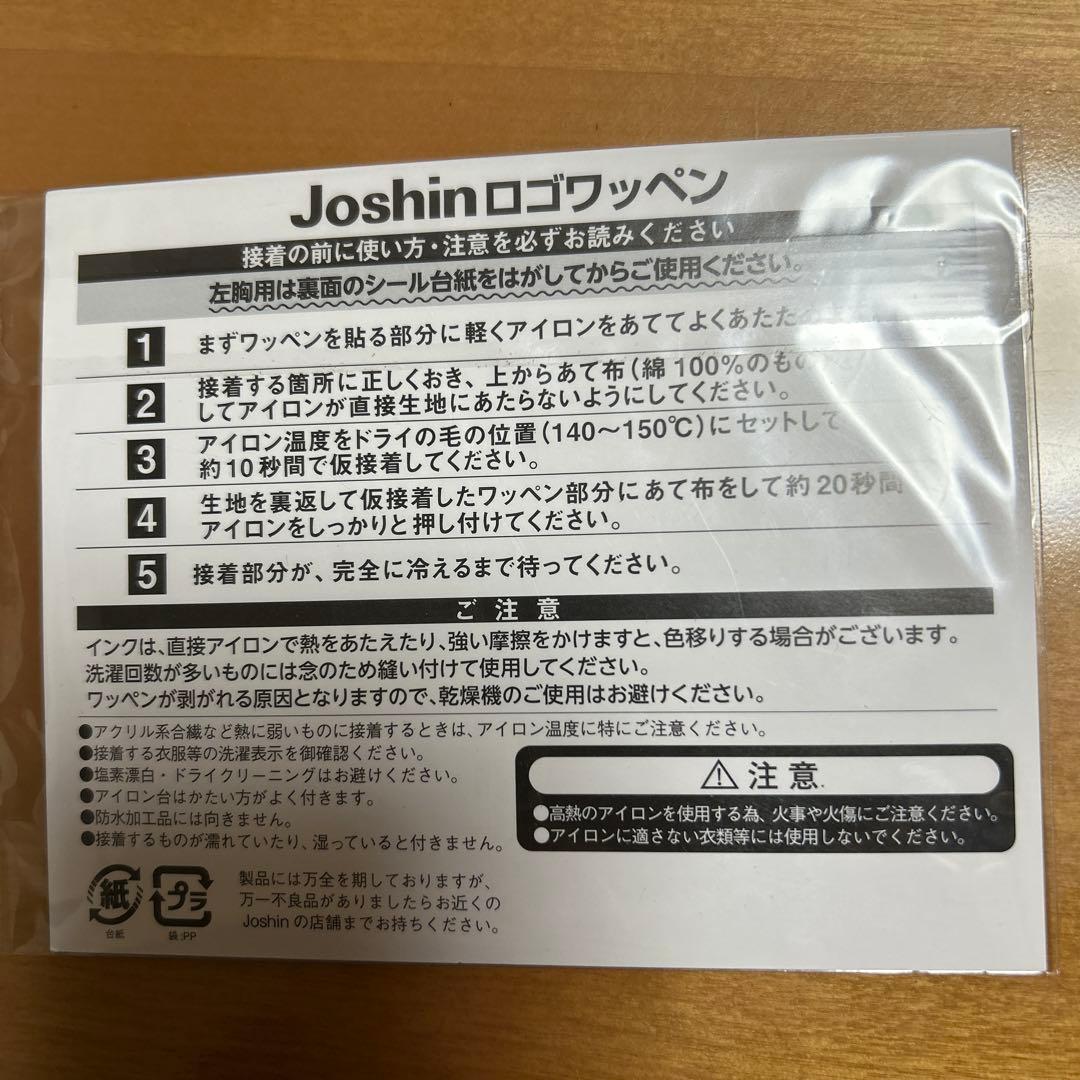 Joshinロゴワッペン
接着の前に使い方・注意を必ずお読みください
左胸用は裏面のシール台紙をはがしてからご使用ください。
1 まずワッペンを貼る部分に軽くアイロンをあててよくあたた
2 接着する箇所に正しくおき、上からあて布(綿100%のもの
してアイロンが直接生地にあたらないようにしてください。
3 アイロン温度をドライの毛の位置(140〜150℃)にセットして
約10秒間で仮接着してください。
4 生地を裏返して仮接着したワッペン部分にあて布をして約20秒間
アイロンをしっかりと押し付けてください。
5 接着部分が、完全に冷えるまで待ってください。
ご注意
インクは、直接アイロンで熱をあたえたり、強い摩擦をかけますと、色移りする場合がございます。
洗濯回数が多いものには念のため縫い付けて使用してください。
ワッペンが剥がれる原因となりますので、乾燥機のご使用はお避けください。
●アクリル系合繊など熱に弱いものに接着するときは、アイロン温度に特にご注意ください。
●接着する衣服等の洗濯表示を御確認ください。
●塩素漂白・ドライクリーニングはお避けください。
●アイロン台はかたい方がよく付きます。
●防水加工品には向きません。
●接着するものが濡れていたり、湿っていると付きません。
⚠注意
●高熱のアイロンを使用する為、火事や火傷にご注意ください。
●アイロンに適さない衣類等には使用しないでください。
紙
台紙
プラ
袋:PP
製品には万全を期しておりますが、
万一不良品がありましたらお近くの
Joshinの店舗までお持ちください。